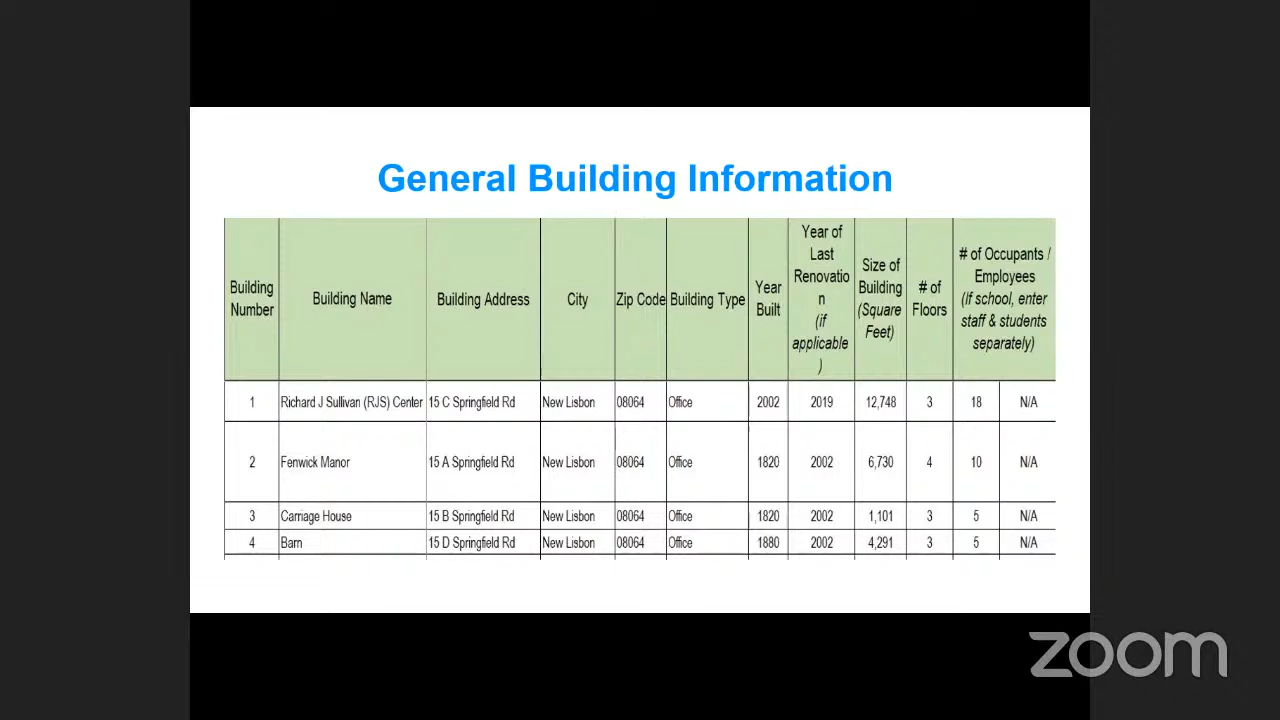 General Building Information
Building Number | Building Name | Building Address | City | Zip Code | Building Type | Year Built | Year of Last Renovation (if applicable) | Size of Building (Square Feet) | # of Floors | # of Occupants / Employees (If school, enter staff & students separately)
1 | Richard J Sullivan (RJS) Center | 15 C Springfield Rd | New Lisbon | 08064 | Office | 2002 | 2019 | 12,748 | 3 | 18 | N/A
2 | Fenwick Manor | 15 A Springfield Rd | New Lisbon | 08064 | Office | 1820 | 2002 | 6,730 | 4 | 10 | N/A
3 | Carriage House | 15 B Springfield Rd | New Lisbon | 08064 | Office | 1820 | 2002 | 1,101 | 3 | 5 | N/A
4 | Barn | 15 D Springfield Rd | New Lisbon | 08064 | Office | 1880 | 2002 | 4,291 | 3 | 5 | N/A
zoom